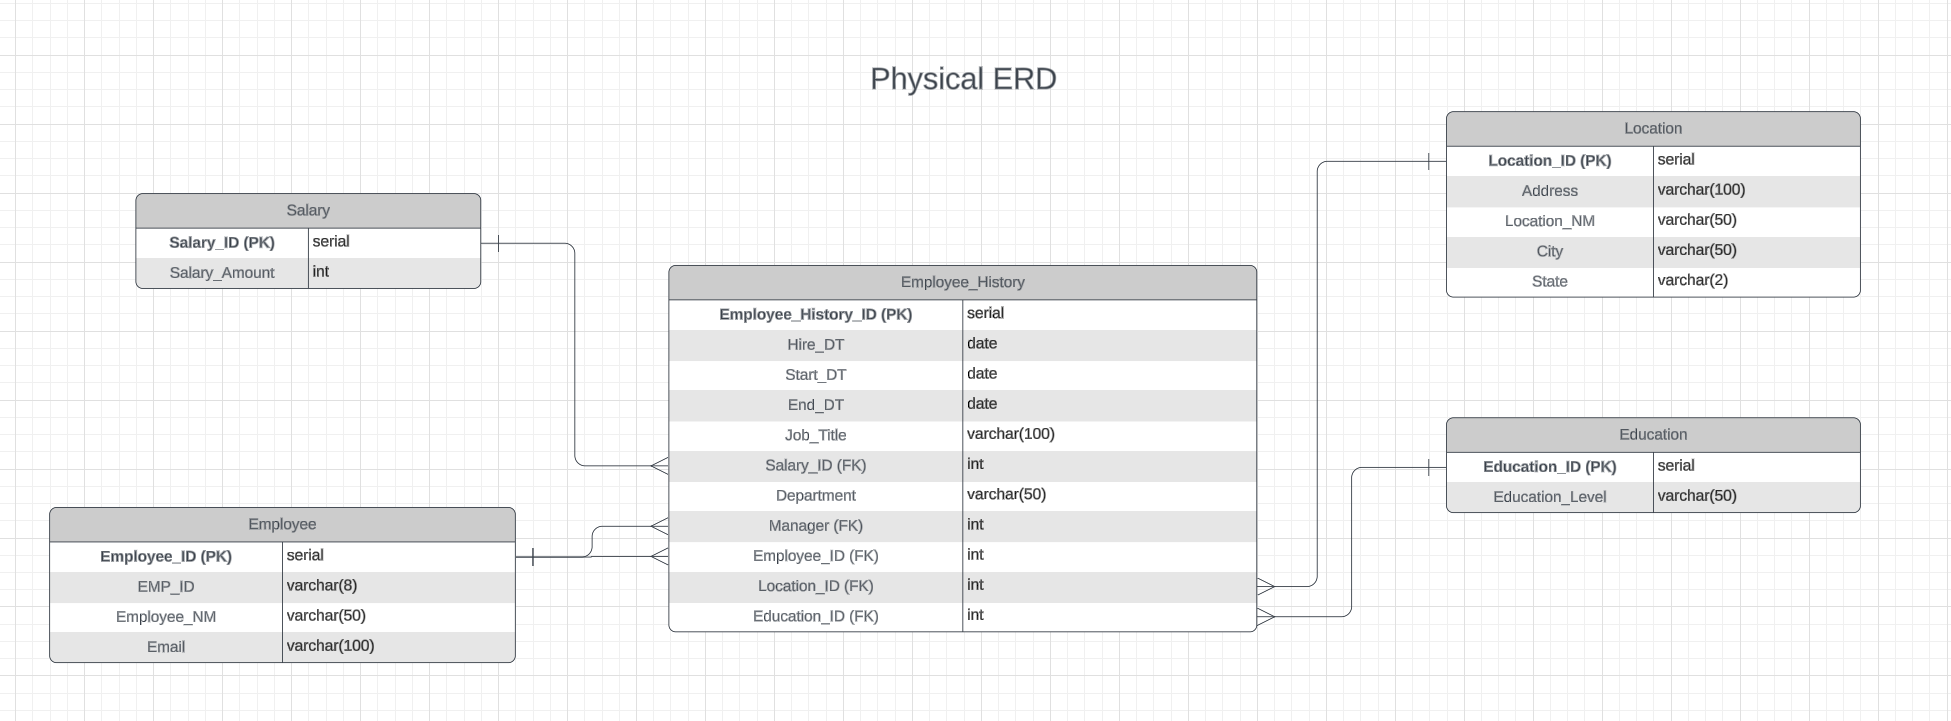 Physical ERD
Salary
Salary_ID (PK) serial
Salary_Amount int
Employee
Employee_ID (PK) serial
EMP_ID varchar(8)
Employee_NM varchar(50)
Email varchar(100)
Employee_History
Employee_History_ID (PK) serial
Hire_DT date
Start_DT date
End_DT date
Job_Title varchar(100)
Salary_ID (FK) int
Department varchar(50)
Manager (FK) int
Employee_ID (FK) int
Location_ID (FK) int
Education_ID (FK) int
Location
Location_ID (PK) serial
Address varchar(100)
Location_NM varchar(50)
City varchar(50)
State varchar(2)
Education
Education_ID (PK) serial
Education_Level varchar(50)